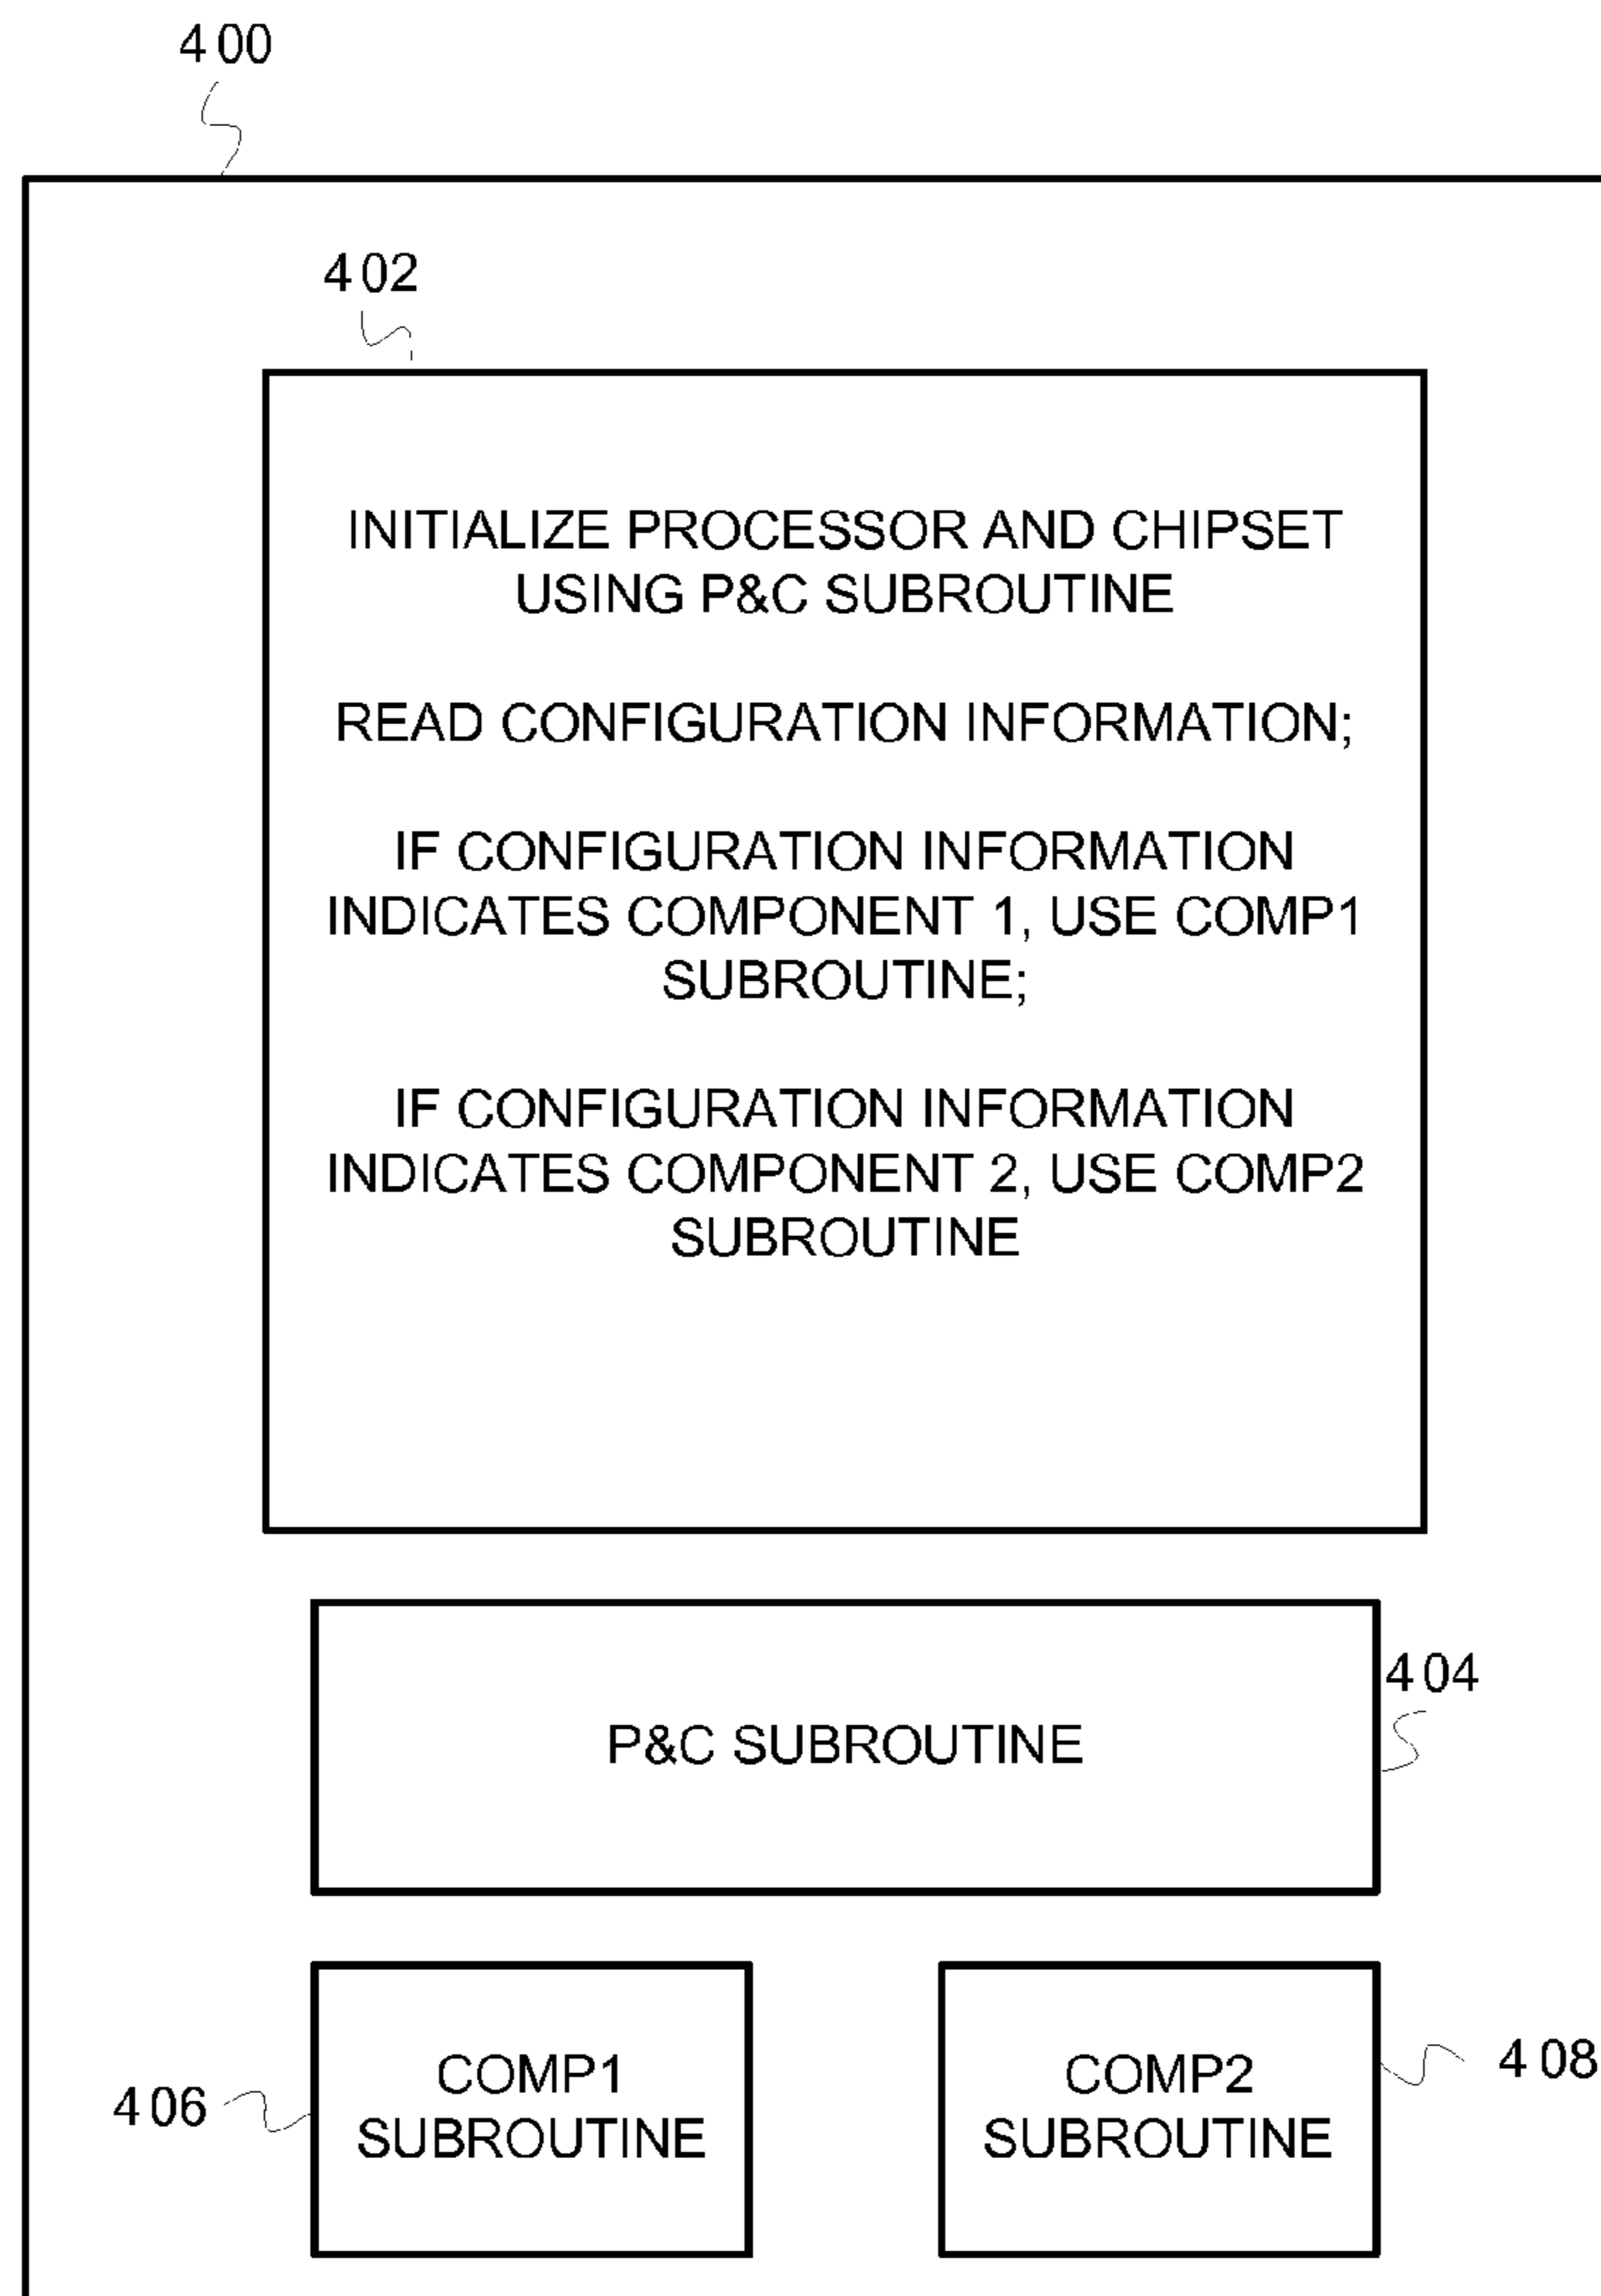 400
402
INITIALIZE PROCESSOR AND CHIPSET
USING P&C SUBROUTINE
READ CONFIGURATION INFORMATION;
IF CONFIGURATION INFORMATION
INDICATES COMPONENT 1, USE COMP1
SUBROUTINE;
IF CONFIGURATION INFORMATION
INDICATES COMPONENT 2, USE COMP2
SUBROUTINE
404
P&C SUBROUTINE
406
COMP1
SUBROUTINE
COMP2
SUBROUTINE
408